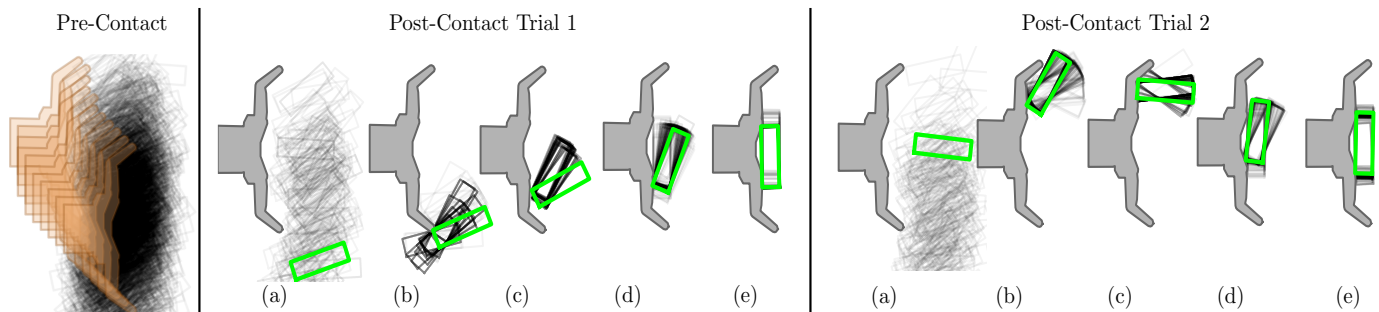 Pre-Contact
Post-Contact Trial 1
Post-Contact Trial 2
(a) (b) (c) (d) (e)
(a) (b) (c) (d) (e)